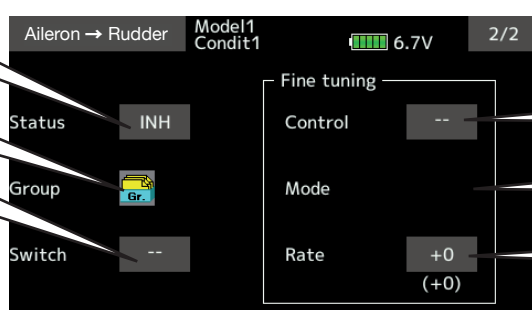 Aileron → Rudder
Model1
Condit1
6.7V
2/2
Fine tuning
Status
INH
Control
--
Group
Gr.
Mode
Switch
--
Rate
+0
(+0)